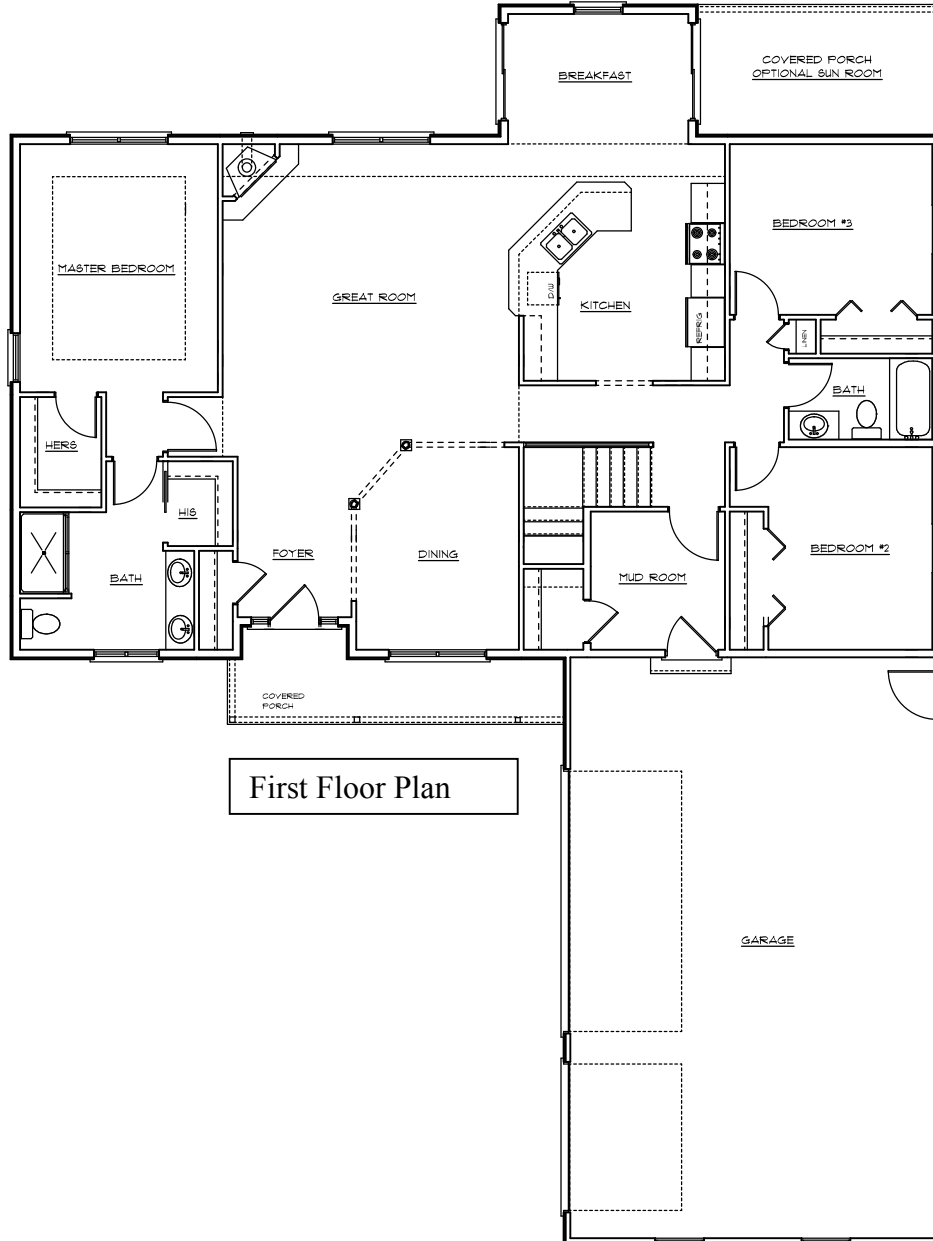 BREAKFAST
COVERED PORCH
OPTIONAL SUN ROOM
BEDROOM #3
MASTER BEDROOM
GREAT ROOM
D/W
KITCHEN
REFRIG
LINEN
BATH
HERS
HIS
FOYER
DINING
BEDROOM #2
BATH
MUD ROOM
COVERED
PORCH
First Floor Plan
GARAGE